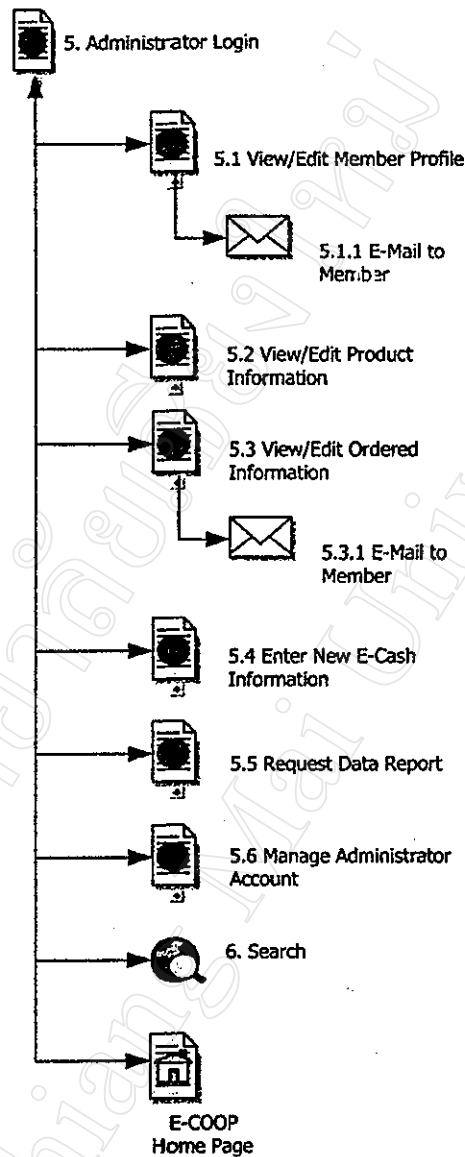 5. Administrator Login
5.1 View/Edit Member Profile
5.1.1 E-Mail to
Member
5.2 View/Edit Product
Information
5.3 View/Edit Ordered
Information
5.3.1 E-Mail to
Member
5.4 Enter New E-Cash
Information
5.5 Request Data Report
5.6 Manage Administrator
Account
6. Search
E-COOP
Home Page